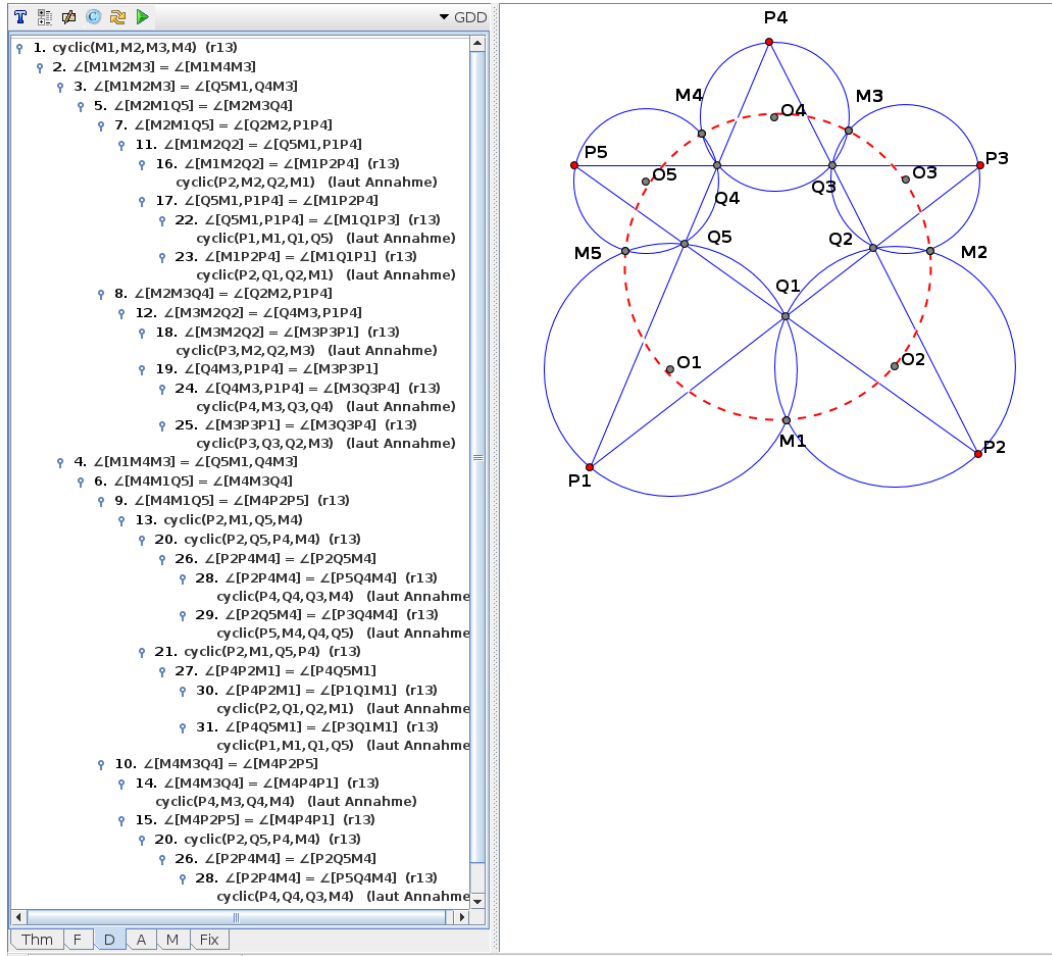 GDD
1. cyclic(M1,M2,M3,M4) (r13)
2. ∠[M1M2M3] = ∠[M1M4M3]
3. ∠[M1M2M3] = ∠[Q5M1,Q4M3]
5. ∠[M2M1Q5] = ∠[M2M3Q4]
7. ∠[M2M1Q5] = ∠[Q2M2,P1P4]
11. ∠[M1M2Q2] = ∠[Q5M1,P1P4]
16. ∠[M1M2Q2] = ∠[M1P2P4] (r13)
cyclic(P2,M2,Q2,M1) (laut Annahme)
17. ∠[Q5M1,P1P4] = ∠[M1P2P4]
22. ∠[Q5M1,P1P4] = ∠[M1Q1P3] (r13)
cyclic(P1,M1,Q1,Q5) (laut Annahme)
23. ∠[M1P2P4] = ∠[M1Q1P1] (r13)
cyclic(P2,Q1,Q2,M1) (laut Annahme)
8. ∠[M2M3Q4] = ∠[Q2M2,P1P4]
12. ∠[M3M2Q2] = ∠[Q4M3,P1P4]
18. ∠[M3M2Q2] = ∠[M3P3P1] (r13)
cyclic(P3,M2,Q2,M3) (laut Annahme)
19. ∠[Q4M3,P1P4] = ∠[M3P3P1]
24. ∠[Q4M3,P1P4] = ∠[M3Q3P4] (r13)
cyclic(P4,M3,Q3,Q4) (laut Annahme)
25. ∠[M3P3P1] = ∠[M3Q3P4] (r13)
cyclic(P3,Q3,Q2,M3) (laut Annahme)
4. ∠[M1M4M3] = ∠[Q5M1,Q4M3]
6. ∠[M4M1Q5] = ∠[M4M3Q4]
9. ∠[M4M1Q5] = ∠[M4P2P5] (r13)
13. cyclic(P2,M1,Q5,M4)
20. cyclic(P2,Q5,P4,M4) (r13)
26. ∠[P2P4M4] = ∠[P2Q5M4]
28. ∠[P2P4M4] = ∠[P5Q4M4] (r13)
cyclic(P4,Q4,Q3,M4) (laut Annahme
29. ∠[P2Q5M4] = ∠[P3Q4M4] (r13)
cyclic(P5,M4,Q4,Q5) (laut Annahme
21. cyclic(P2,M1,Q5,P4) (r13)
27. ∠[P4P2M1] = ∠[P4Q5M1]
30. ∠[P4P2M1] = ∠[P1Q1M1] (r13)
cyclic(P2,Q1,Q2,M1) (laut Annahme
31. ∠[P4Q5M1] = ∠[P3Q1M1] (r13)
cyclic(P1,M1,Q1,Q5) (laut Annahme
10. ∠[M4M3Q4] = ∠[M4P2P5]
14. ∠[M4M3Q4] = ∠[M4P4P1] (r13)
cyclic(P4,M3,Q4,M4) (laut Annahme)
15. ∠[M4P2P5] = ∠[M4P4P1] (r13)
20. cyclic(P2,Q5,P4,M4) (r13)
26. ∠[P2P4M4] = ∠[P2Q5M4]
28. ∠[P2P4M4] = ∠[P5Q4M4] (r13)
cyclic(P4,Q4,Q3,M4) (laut Annahme
Thm F D A M Fix
P4
M4
M3
O4
P5
P3
O5
O3
Q4
Q3
M5
Q5
Q2
M2
Q1
O1
O2
M1
P2
P1